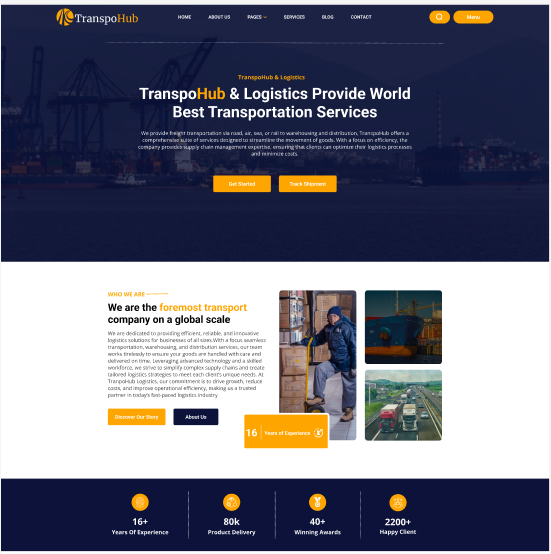 TranspoHub
HOME ABOUT US PAGES SERVICES BLOG CONTACT Menu
TranspoHub & Logistics
TranspoHub & Logistics Provide World
Best Transportation Services
We provide freight transportation via road, air, sea, or rail to warehousing and distribution, TranspoHub offers a
comprehensive suite of services designed to streamline the movement of goods. With a focus on efficiency, the
company provides supply chain management expertise, ensuring that clients can optimize their logistics processes
and minimize costs.
Get Started Track Shipment
WHO WE ARE
We are the foremost transport
company on a global scale
We are dedicated to providing efficient, reliable, and innovative
logistics solutions for businesses of all sizes.With a focus seamless
transportation, warehousing, and distribution services, our team
works tirelessly to ensure your goods are handled with care and
delivered on time. Leveraging advanced technology and a skilled
workforce, we strive to simplify complex supply chains and create
tailored logistics strategies to meet each client's unique needs. At
TranpoHub Logistics, our commitment is to drive growth, reduce
costs, and improve operational efficiency, making us a trusted
partner in today's fast-paced logistics industry
Discover Our Story About Us
16 Years of Experience
16+ 80k 40+ 2200+
Years Of Experience Product Delivery Winning Awards Happy Client